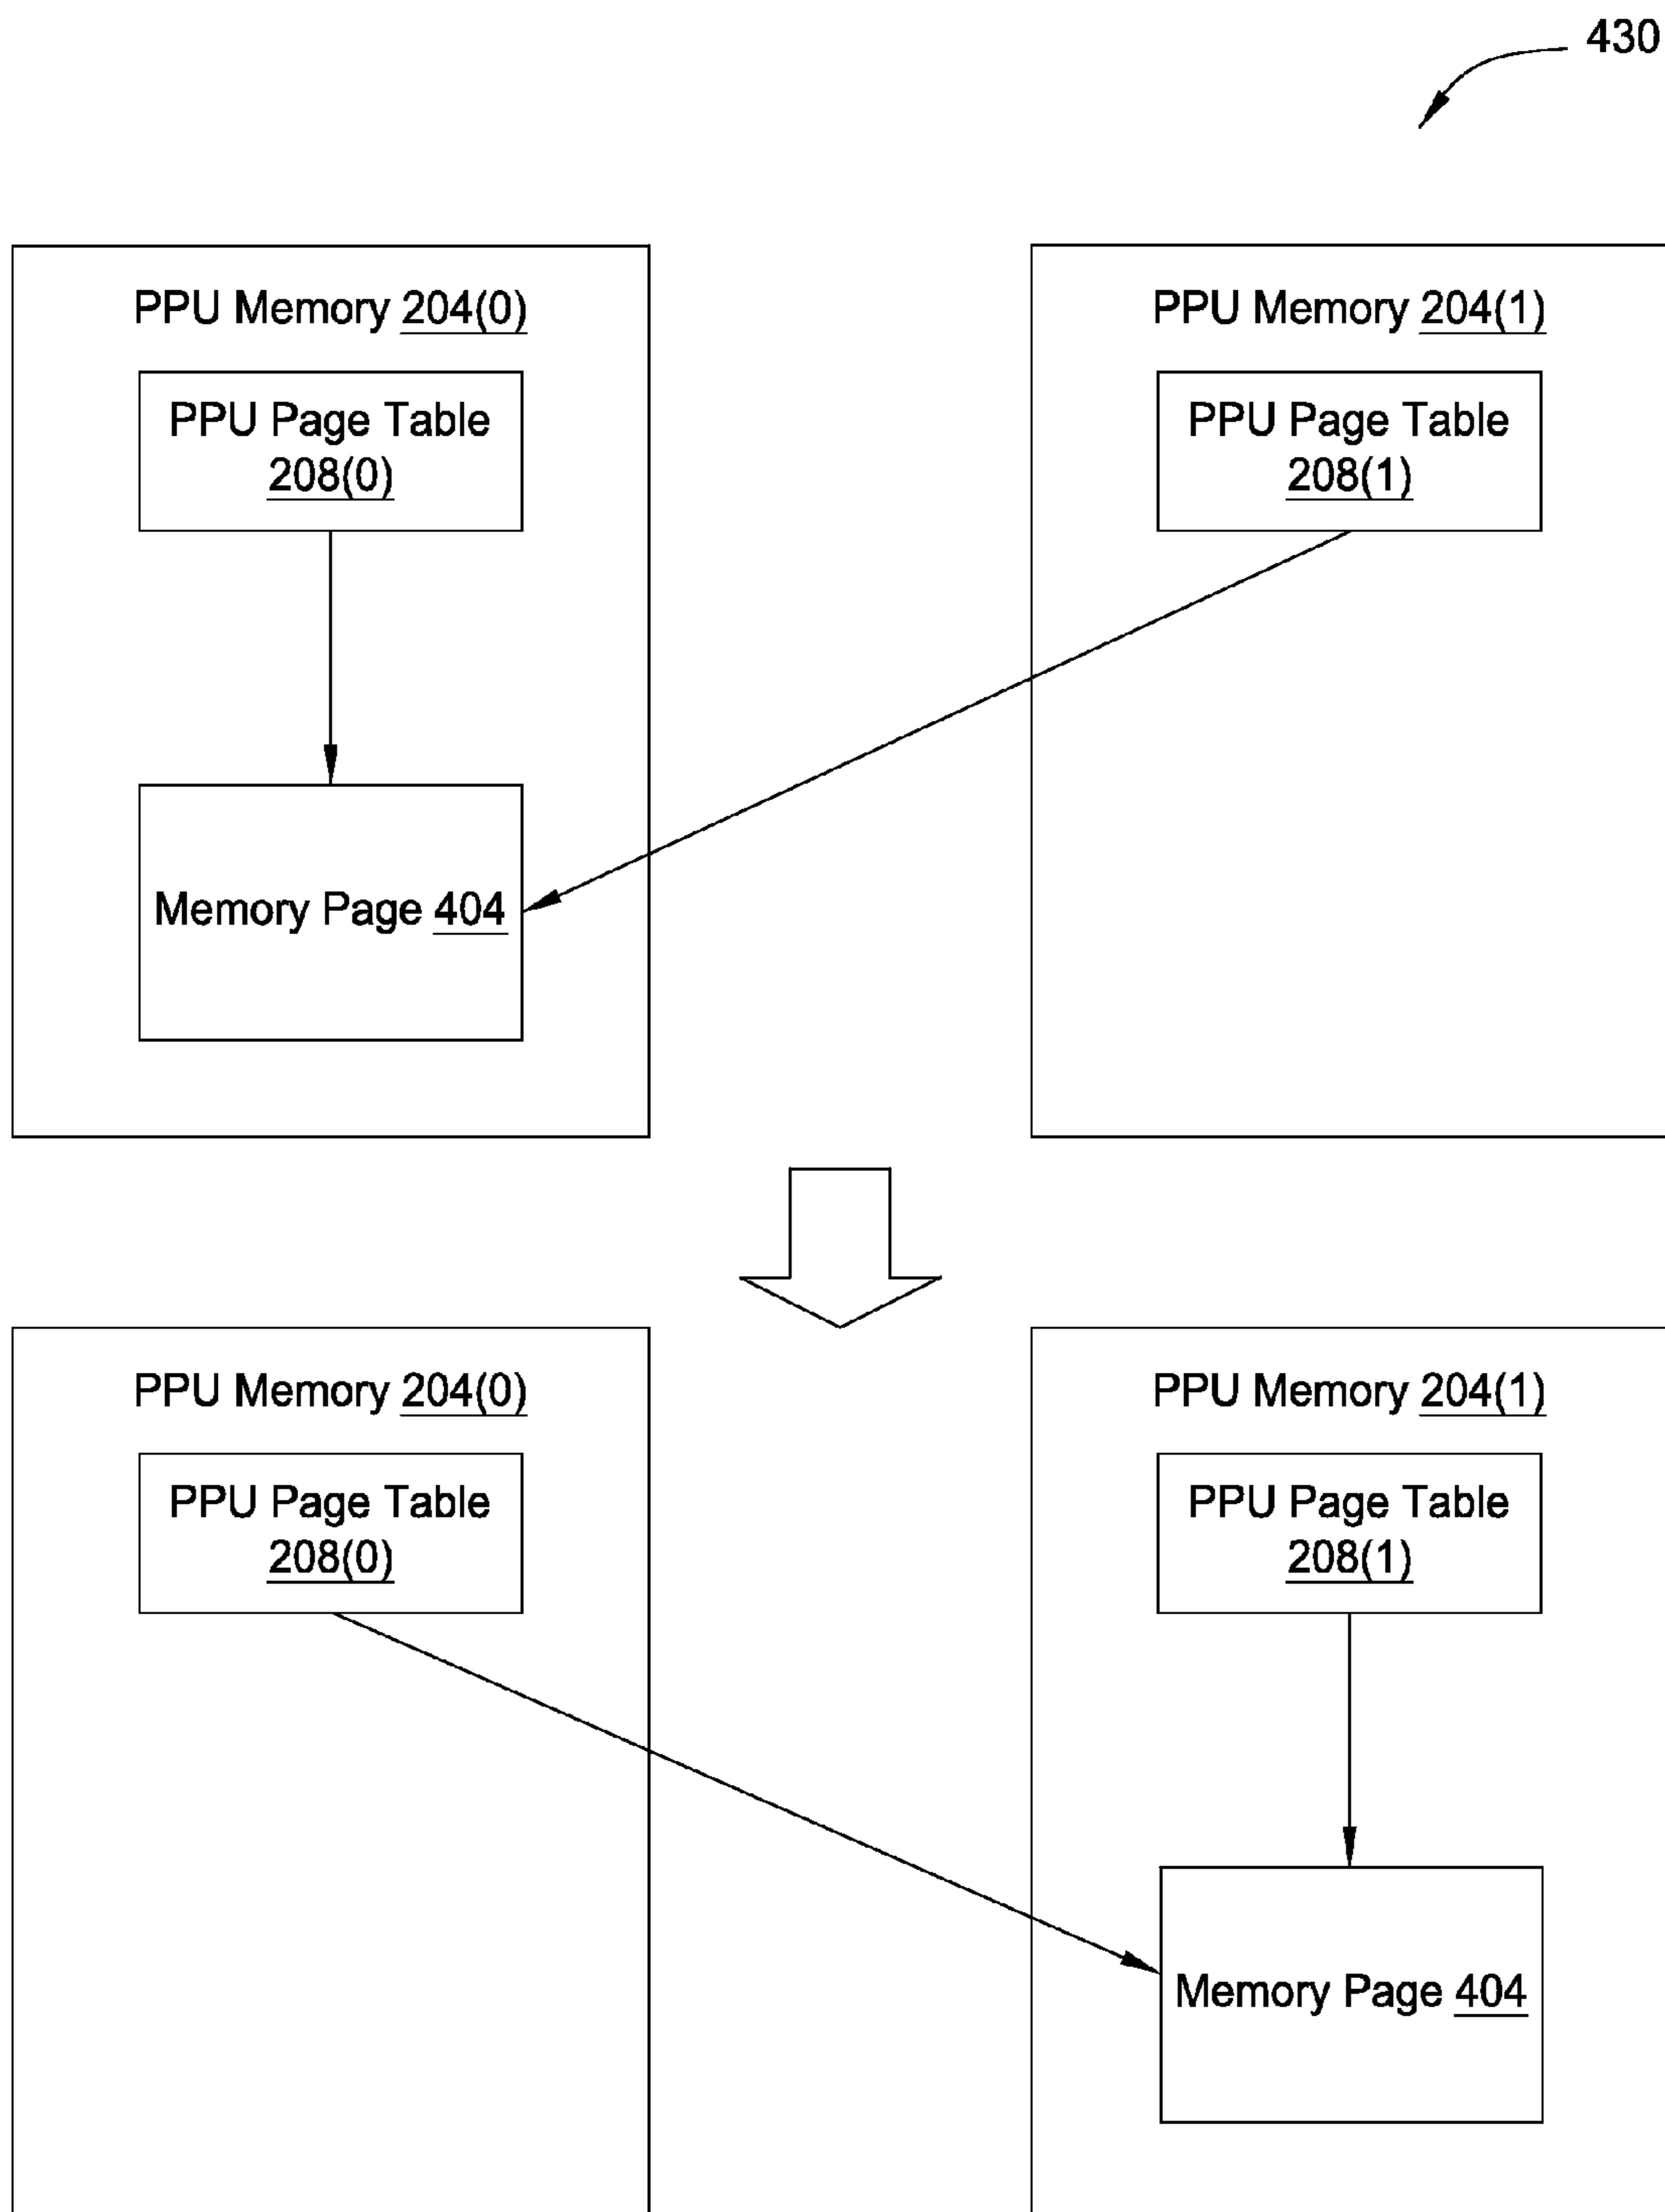 430
PPU Memory 204(0)
PPU Memory 204(1)
PPU Page Table
208(0)
PPU Page Table
208(1)
Memory Page 404
PPU Memory 204(0)
PPU Memory 204(1)
PPU Page Table
208(0)
PPU Page Table
208(1)
Memory Page 404